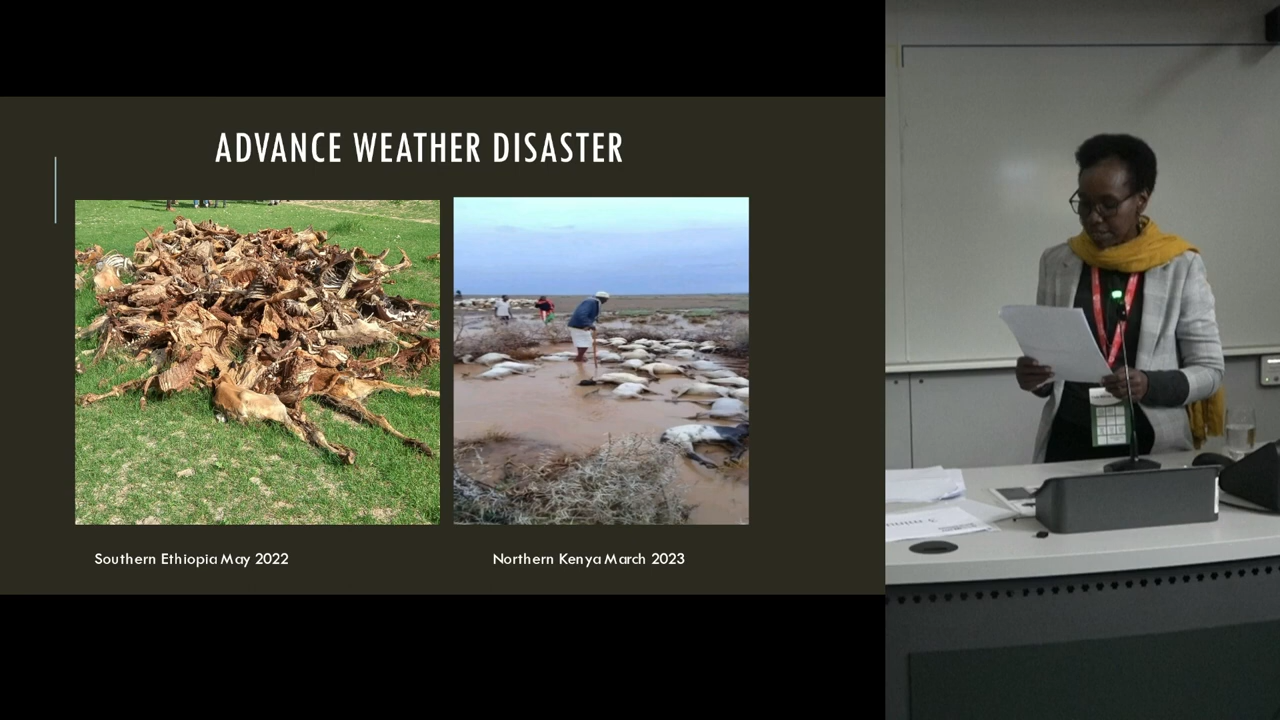 ADVANCE WEATHER DISASTER
Southern Ethiopia May 2022
Northern Kenya March 2023